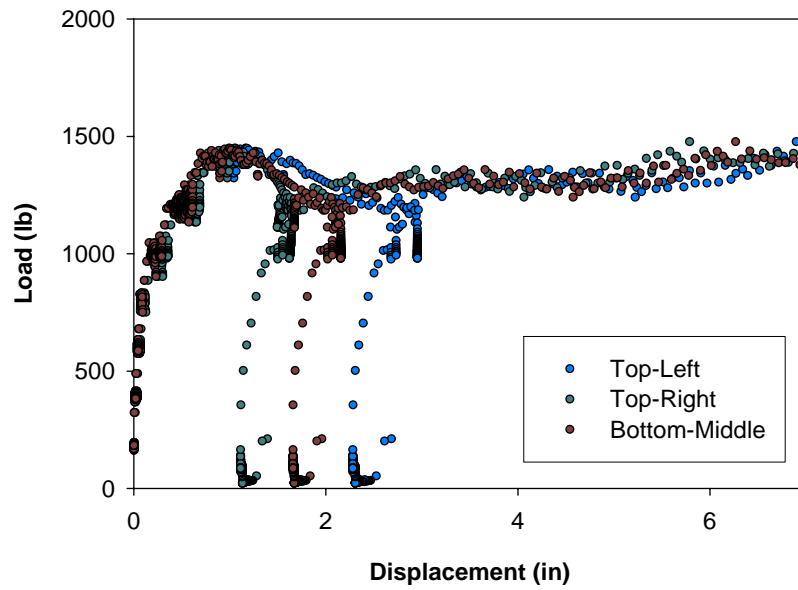 2000
1500
1000
500
0
Load (lb)
Top-Left
Top-Right
Bottom-Middle
0 2 4 6
Displacement (in)